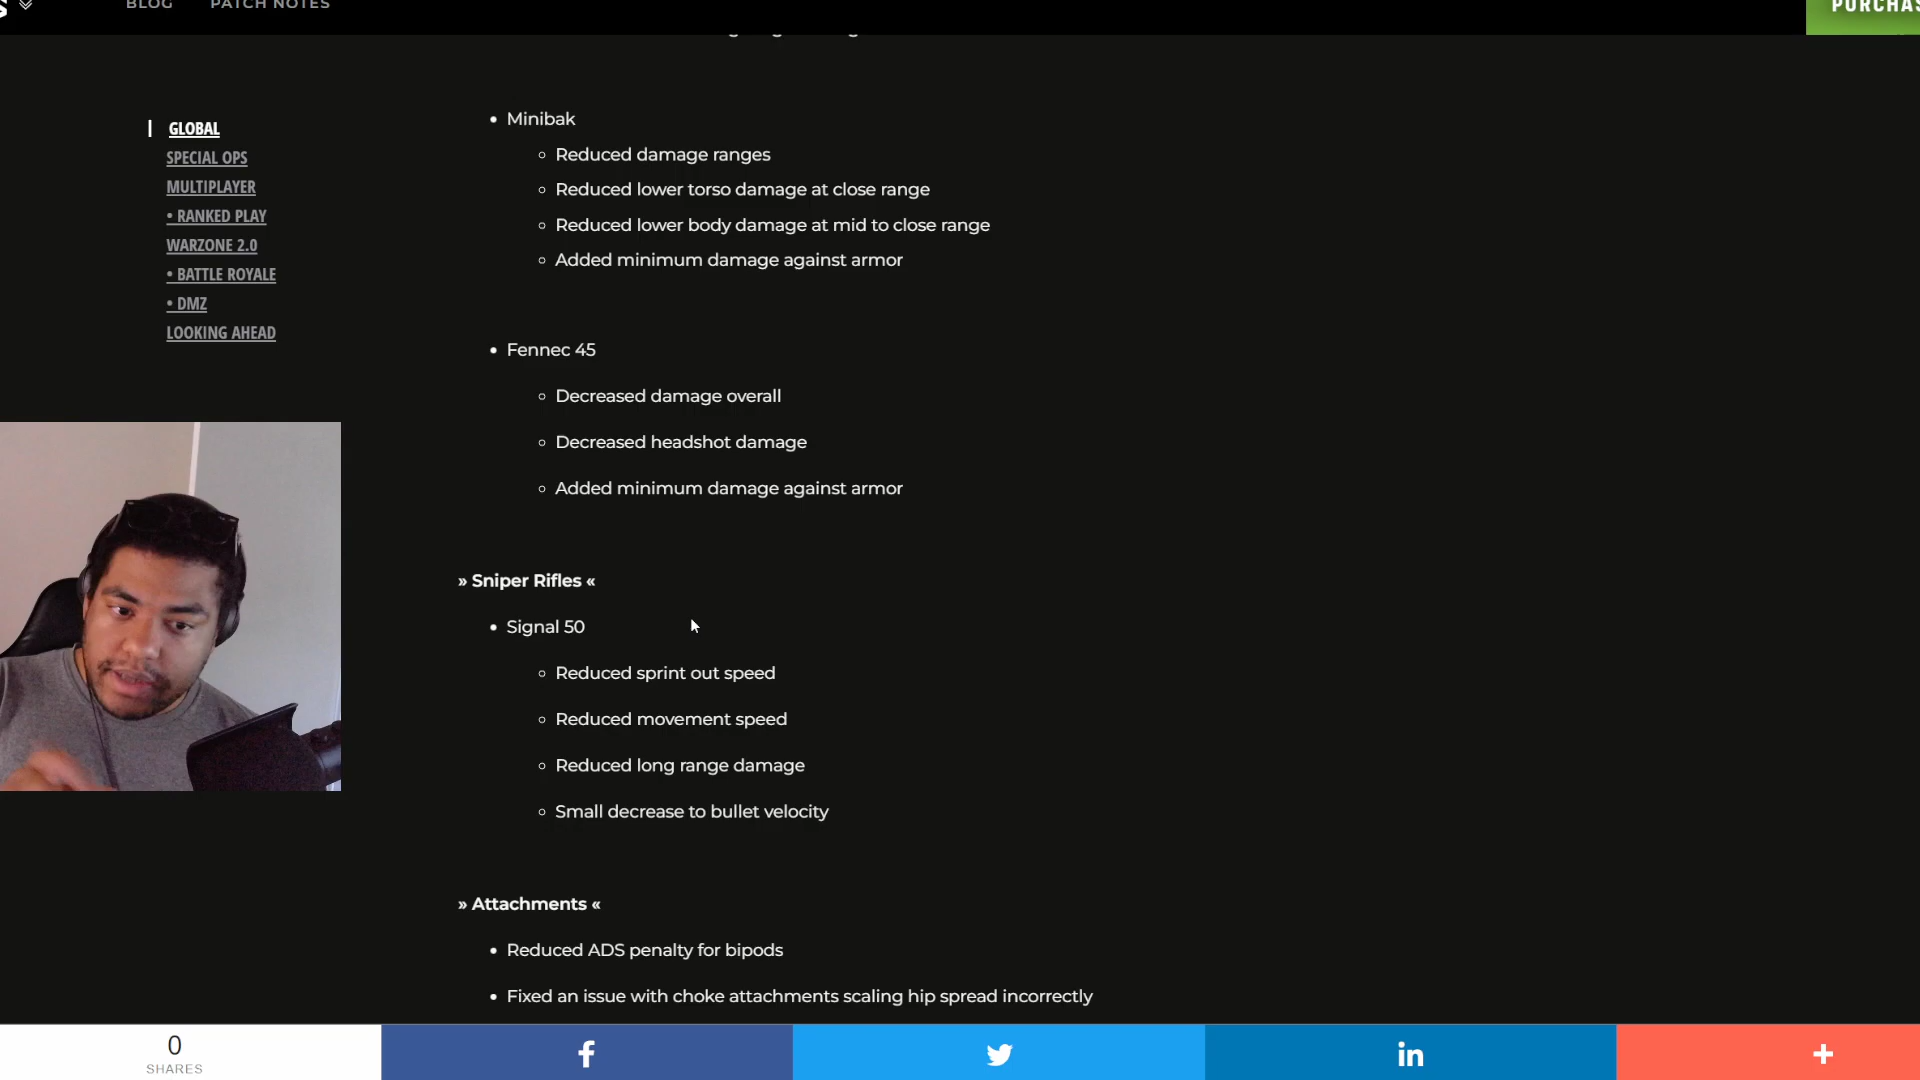 BLOG
PATCH NOTES
GLOBAL
SPECIAL OPS
MULTIPLAYER
• RANKED PLAY
WARZONE 2.0
• BATTLE ROYALE
• DMZ
LOOKING AHEAD
• Minibak
Reduced damage ranges
Reduced lower torso damage at close range
Reduced lower body damage at mid to close range
Added minimum damage against armor
• Fennec 45
Decreased damage overall
Decreased headshot damage
Added minimum damage against armor
» Sniper Rifles «
• Signal 50
Reduced sprint out speed
Reduced movement speed
Reduced long range damage
Small decrease to bullet velocity
» Attachments «
• Reduced ADS penalty for bipods
• Fixed an issue with choke attachments scaling hip spread incorrectly
0
SHARES